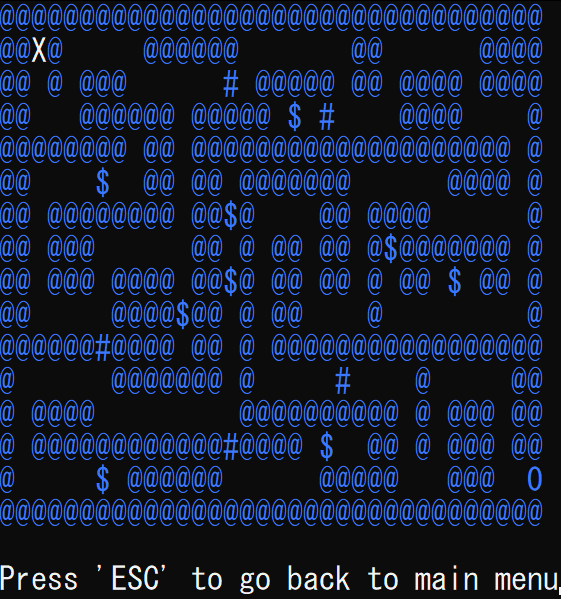 @@@@@@@@@@@@@@@@@@@@@@@@@@@@@@@@@@
@@X@     @@@@@@       @@      @@@@
@@ @ @@@      # @@@@@ @@ @@@@ @@@@
@@   @@@@@@ @@@@@ $ #    @@@@    @
@@@@@@@@ @@ @@@@@@@@@@@@@@@@@@@@ @
@@    $  @@ @@ @@@@@@@      @@@@ @
@@ @@@@@@@@ @@$@    @@ @@@@      @
@@ @@@      @@ @ @@ @@ @$@@@@@@@ @
@@ @@@ @@@@ @@$@ @@ @@ @ @@ $ @@ @
@@     @@@@$@@ @ @@    @         @
@@@@@@#@@@@ @@ @ @@@@@@@@@@@@@@@@@
@      @@@@@@@ @     #    @     @@
@ @@@@         @@@@@@@@@@ @ @@@ @@
@ @@@@@@@@@@@@#@@@@ $  @@ @ @@@ @@
@     $ @@@@@@      @@@@@   @@@  O
@@@@@@@@@@@@@@@@@@@@@@@@@@@@@@@@@@
Press 'ESC' to go back to main menu